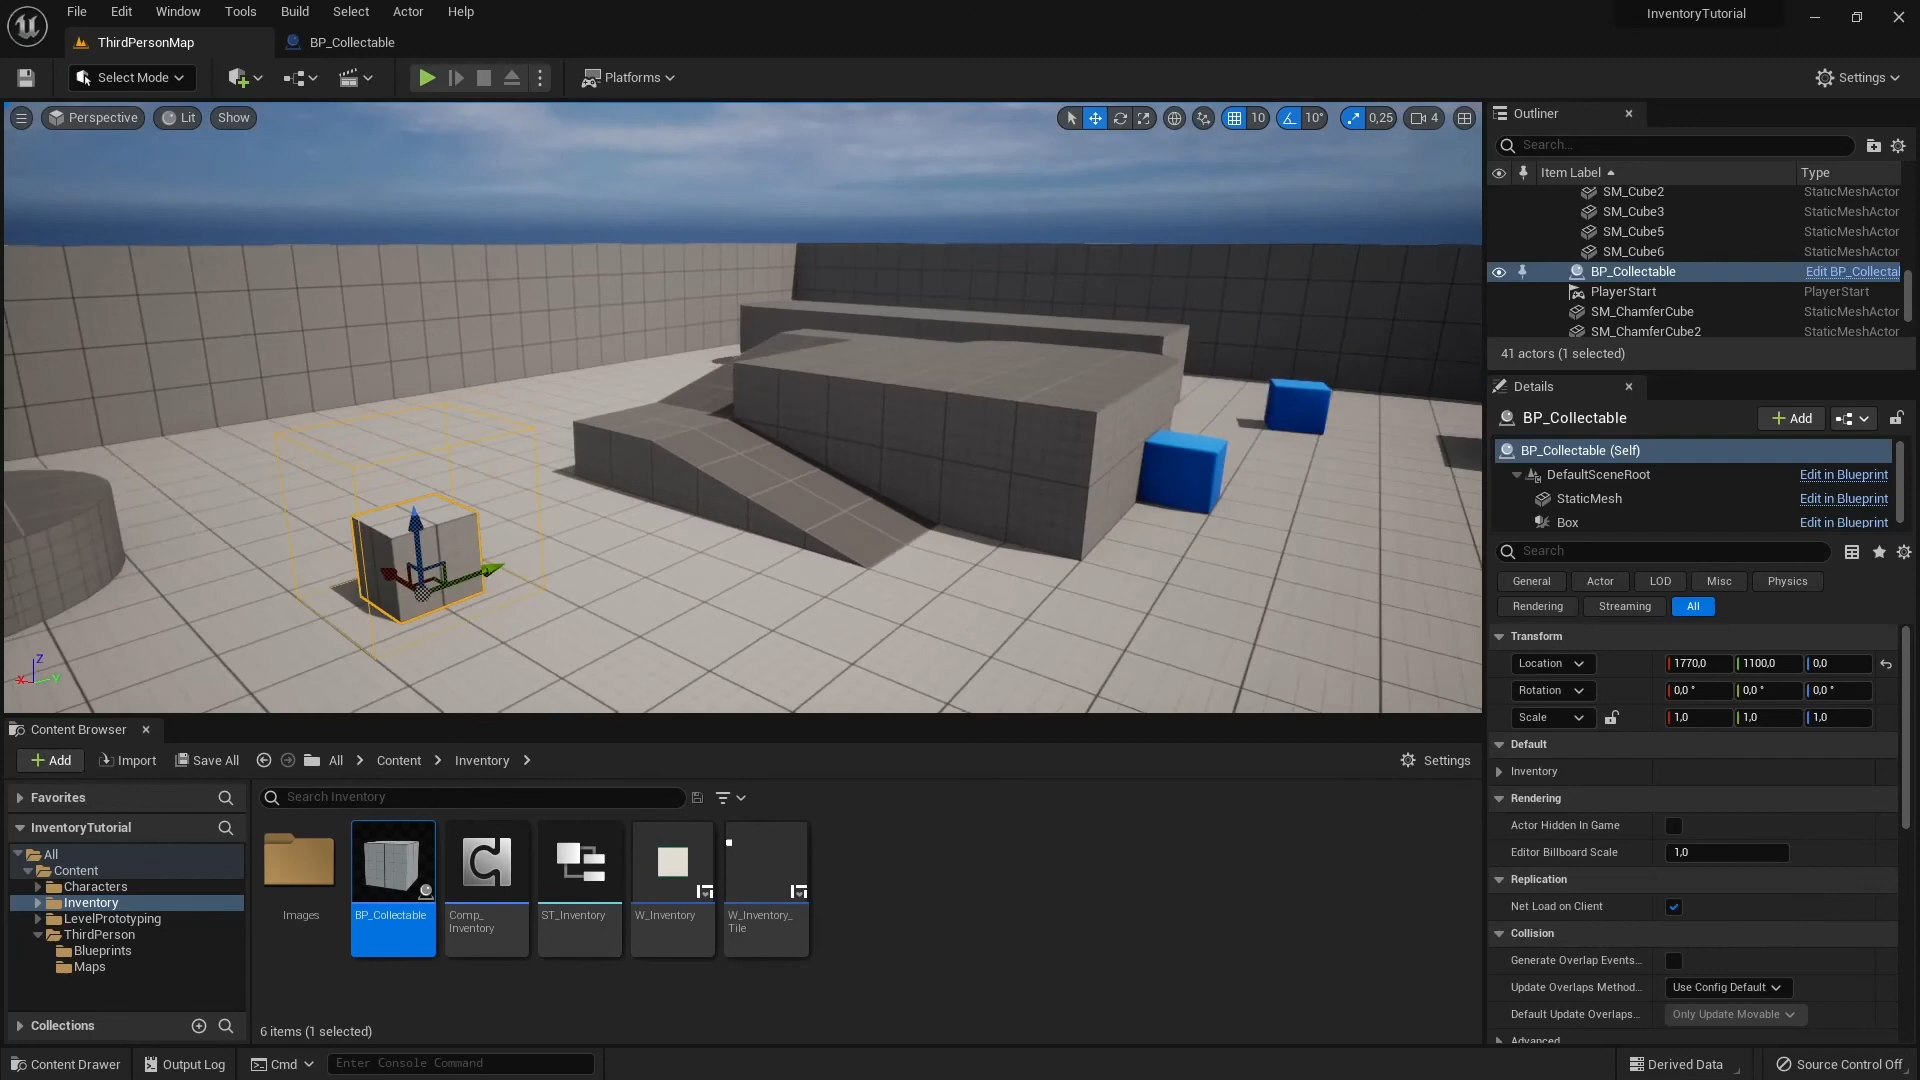 File Edit Window Tools Build Select Actor Help
InventoryTutorial
ThirdPersonMap
BP_Collectable
Select Mode
Platforms
Settings
Perspective
Lit
Show
10
10°
0,25
4
Outliner
Search...
Item Label
Type
SM_Cube2 StaticMeshActor
SM_Cube3 StaticMeshActor
SM_Cube5 StaticMeshActor
SM_Cube6 StaticMeshActor
BP_Collectable Edit BP_Collectal
PlayerStart PlayerStart
SM_ChamferCube StaticMeshActor
SM_ChamferCube2 StaticMeshActor
41 actors (1 selected)
Details
BP_Collectable
Add
BP_Collectable (Self)
DefaultSceneRoot Edit in Blueprint
StaticMesh Edit in Blueprint
Box Edit in Blueprint
Search
General Actor LOD Misc Physics
Rendering Streaming All
Transform
Location 1770,0 1100,0 0,0
Rotation 0,0 ° 0,0 ° 0,0 °
Scale 1,0 1,0 1,0
Default
Inventory
Rendering
Actor Hidden In Game
Editor Billboard Scale 1,0
Replication
Net Load on Client
Collision
Generate Overlap Events...
Update Overlaps Method... Use Config Default
Default Update Overlaps... Only Update Movable
Advanced
Z
X
Y
Content Browser
Add Import Save All All Content Inventory
Settings
Favorites
InventoryTutorial
All
Content
Characters
Inventory
LevelPrototyping
ThirdPerson
Blueprints
Maps
Collections
Search Inventory
Images
BP_Collectable
Comp_
Inventory
ST_Inventory
W_Inventory
W_Inventory_
Tile
6 items (1 selected)
Content Drawer
Output Log
Cmd
Enter Console Command
Derived Data
Source Control Off